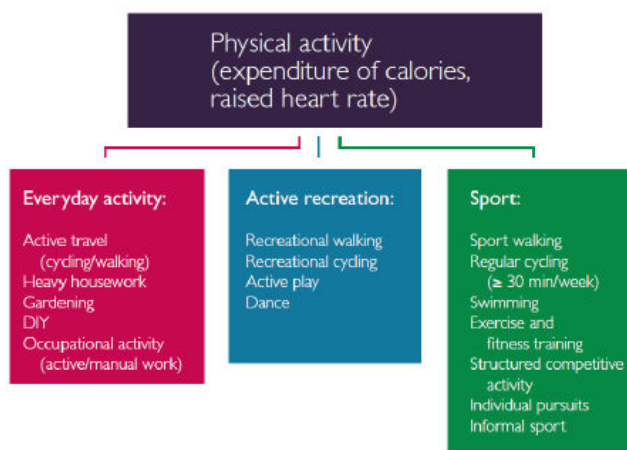 Physical activity
(expenditure of calories,
raised heart rate)
Everyday activity:
Active travel
(cycling/walking)
Heavy housework
Gardening
DIY
Occupational activity
(active/manual work)
Active recreation:
Recreational walking
Recreational cycling
Active play
Dance
Sport:
Sport walking
Regular cycling
(≥ 30 min/week)
Swimming
Exercise and
fitness training
Structured competitive
activity
Individual pursuits
Informal sport